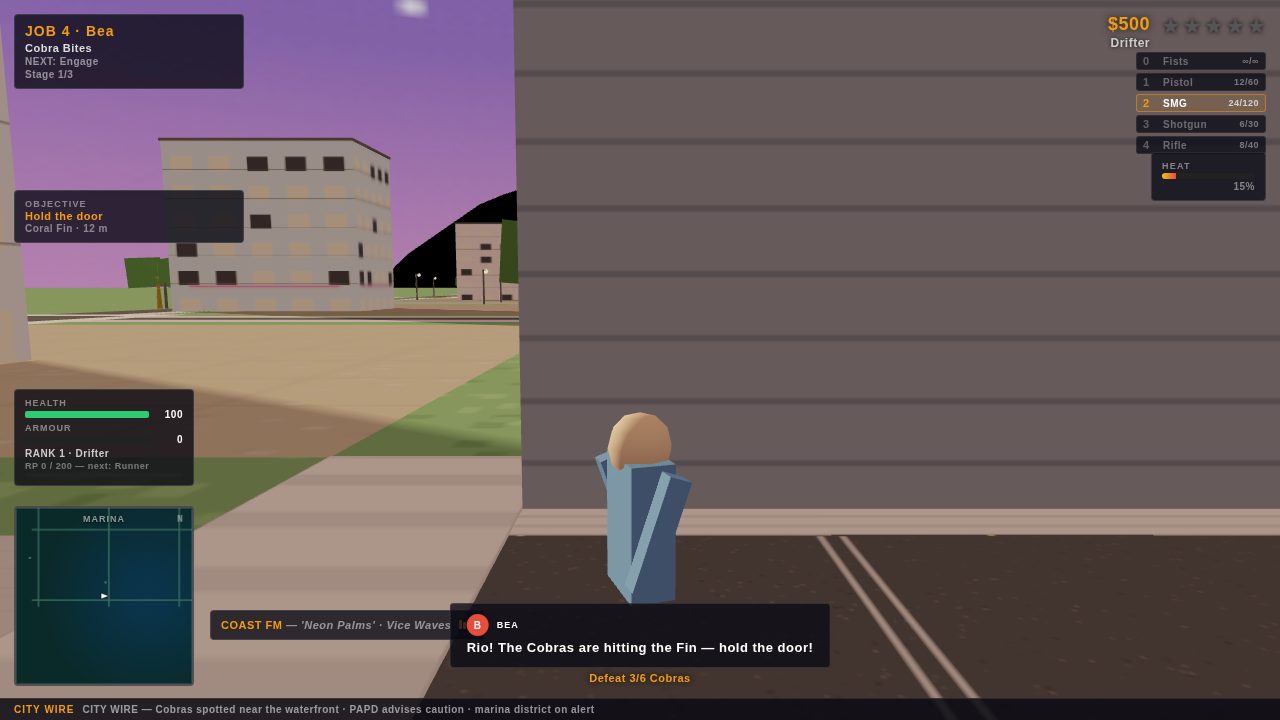 JOB 4 · Bea
Cobra Bites
NEXT: Engage
Stage 1/3
$500
Drifter
0 Fists ∞/∞
1 Pistol 12/60
2 SMG 24/120
3 Shotgun 6/30
4 Rifle 8/40
HEAT
15%
OBJECTIVE
Hold the door
Coral Fin · 12 m
HEALTH
100
ARMOUR
0
RANK 1 · Drifter
RP 0 / 200 — next: Runner
MARINA N
COAST FM — 'Neon Palms' · Vice Waves
B BEA
Rio! The Cobras are hitting the Fin — hold the door!
Defeat 3/6 Cobras
CITY WIRE CITY WIRE — Cobras spotted near the waterfront · PAPD advises caution · marina district on alert